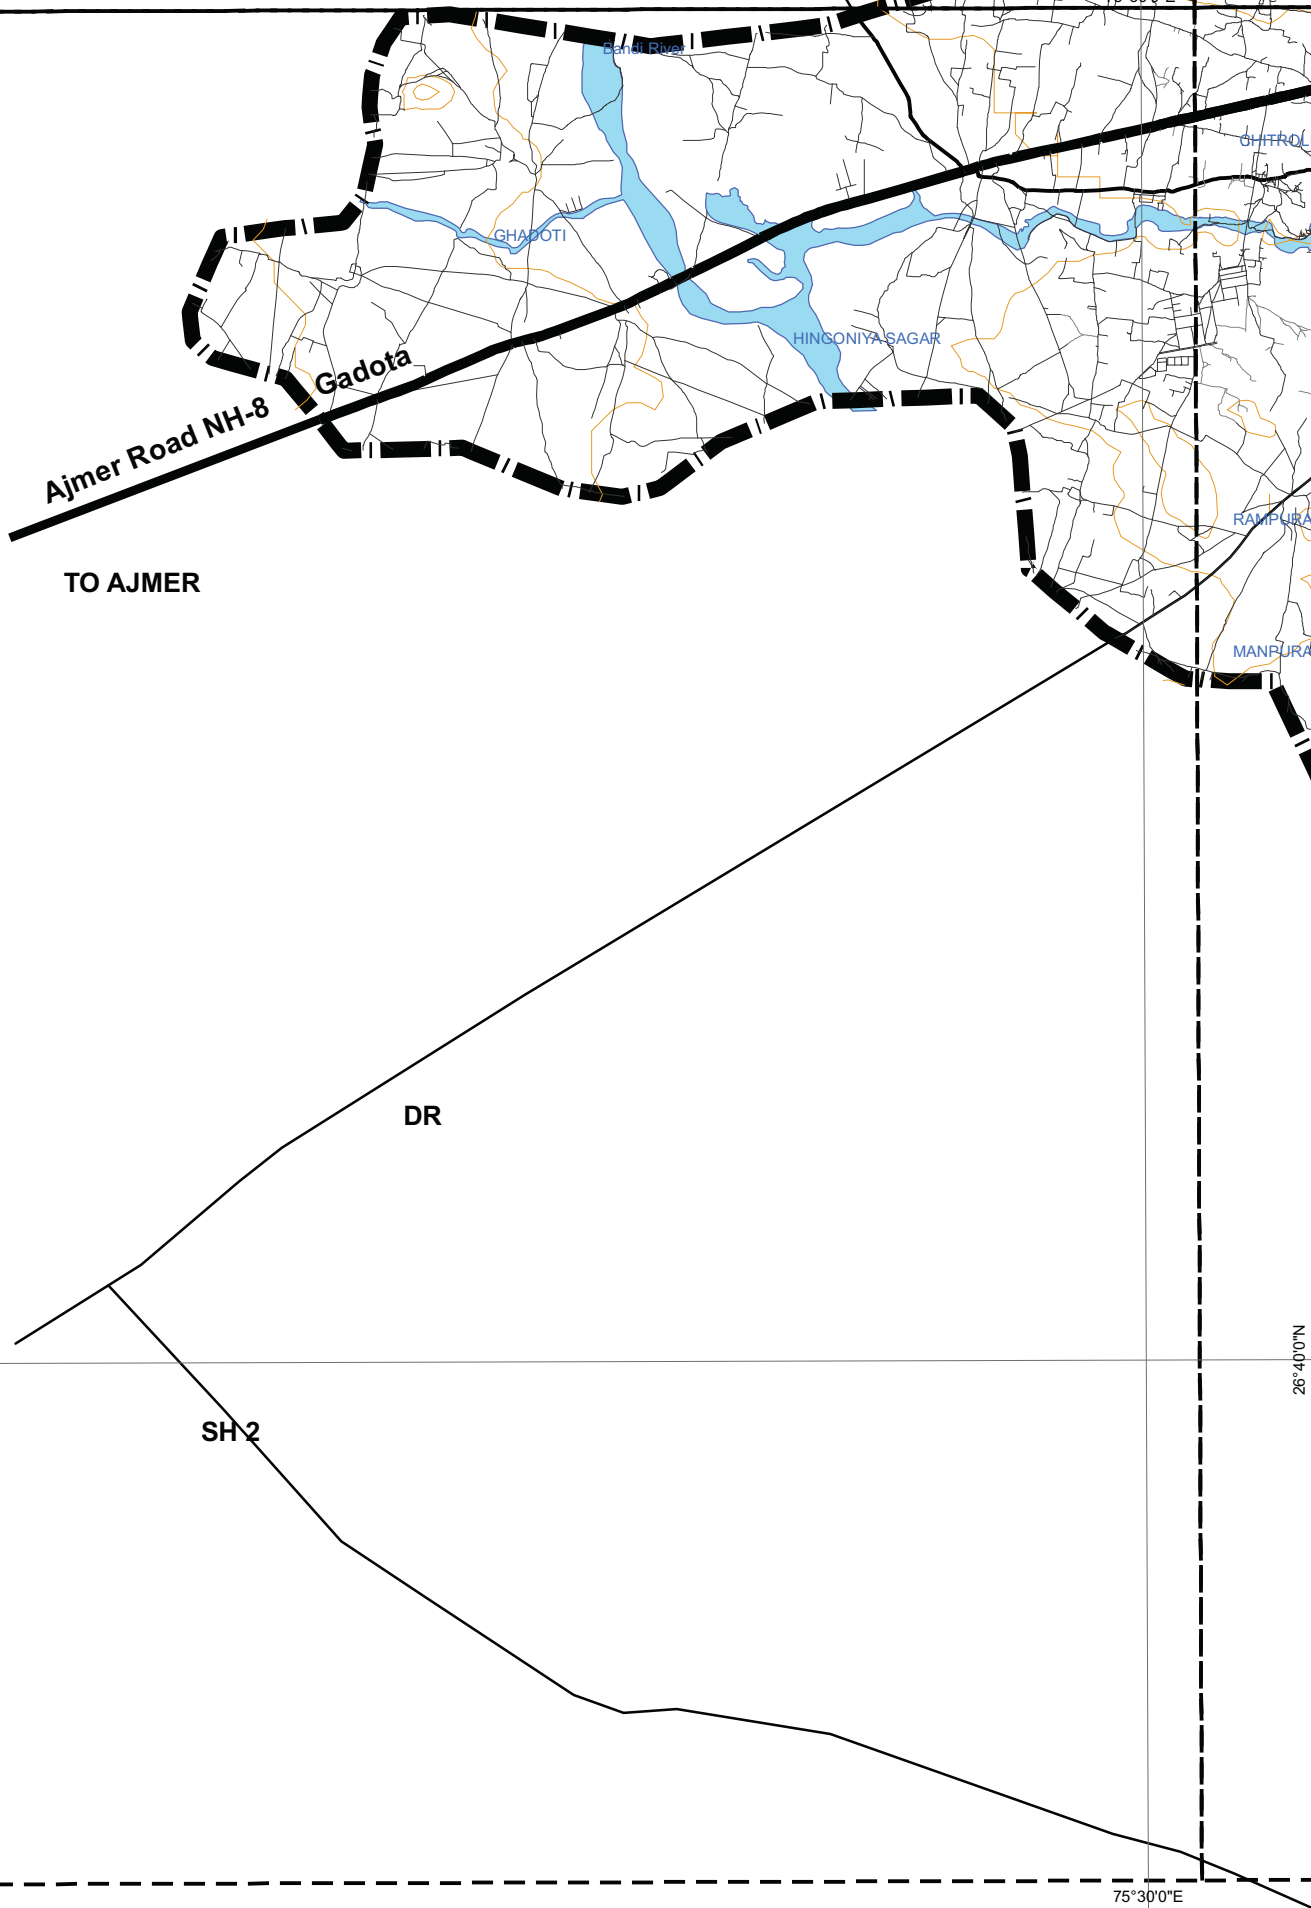 Bandi River
CHITROLI
GHADOTI
HINGONIYA SAGAR
Gadota
Ajmer Road NH-8
RAMPURA
TO AJMER
MANPURA
DR
26°40'0"N
SH 2
75°30'0"E